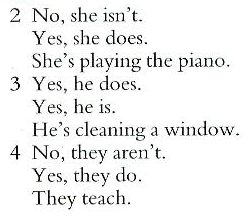 2 No, she isn't.
Yes, she does.
She's playing the piano.
3 Yes, he does.
Yes, he is.
He's cleaning a window.
4 No, they aren't.
Yes, they do.
They teach.